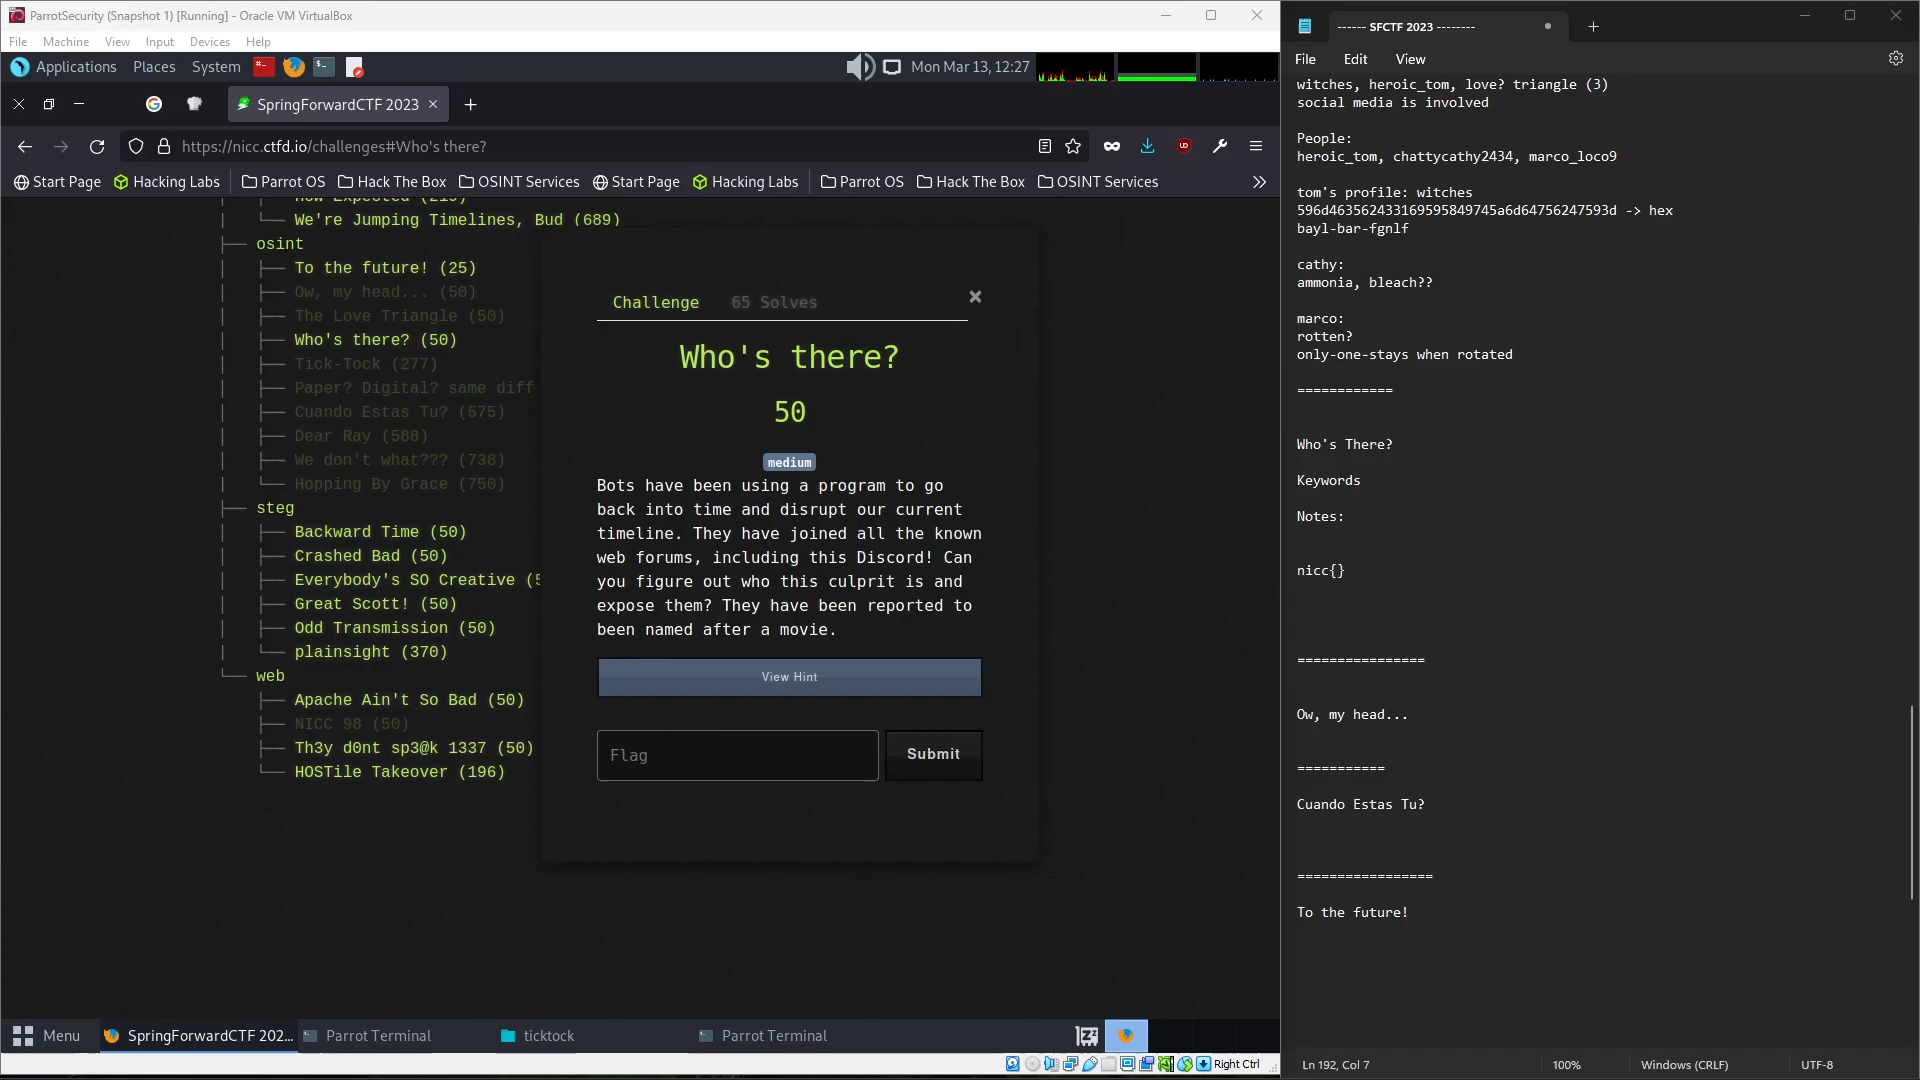 ParrotSecurity (Snapshot 1) [Running] - Oracle VM VirtualBox
File Machine View Input Devices Help
Applications Places System Mon Mar 13, 12:27
SpringForwardCTF 2023
https://nicc.ctfd.io/challenges#Who's there?
Start Page Hacking Labs Parrot OS Hack The Box OSINT Services Start Page Hacking Labs Parrot OS Hack The Box OSINT Services
We're Jumping Timelines, Bud (689)
osint
To the future! (25)
Ow, my head... (50)
The Love Triangle (50)
Who's there? (50)
Tick-Tock (277)
Paper? Digital? same diff
Cuando Estas Tu? (575)
Dear Ray (588)
We don't what??? (738)
Hopping By Grace (750)
steg
Backward Time (50)
Crashed Bad (50)
Everybody's SO Creative (5
Great Scott! (50)
Odd Transmission (50)
plainsight (370)
web
Apache Ain't So Bad (50)
NICC 98 (50)
Th3y d0nt sp3@k 1337 (50)
HOSTile Takeover (196)
Challenge 65 Solves
Who's there?
50
medium
Bots have been using a program to go
back into time and disrupt our current
timeline. They have joined all the known
web forums, including this Discord! Can
you figure out who this culprit is and
expose them? They have been reported to
been named after a movie.
View Hint
Flag Submit
Menu SpringForwardCTF 202... Parrot Terminal ticktock Parrot Terminal
Right Ctrl
------ SFCTF 2023 --------
File Edit View
witches, heroic_tom, love? triangle (3)
social media is involved
People:
heroic_tom, chattycathy2434, marco_loco9
tom's profile: witches
596d463562433169595849745a6d64756247593d -> hex
bayl-bar-fgnlf
cathy:
ammonia, bleach??
marco:
rotten?
only-one-stays when rotated
============
Who's There?
Keywords
Notes:
nicc{}
================
Ow, my head...
===========
Cuando Estas Tu?
=================
To the future!
Ln 192, Col 7 100% Windows (CRLF) UTF-8